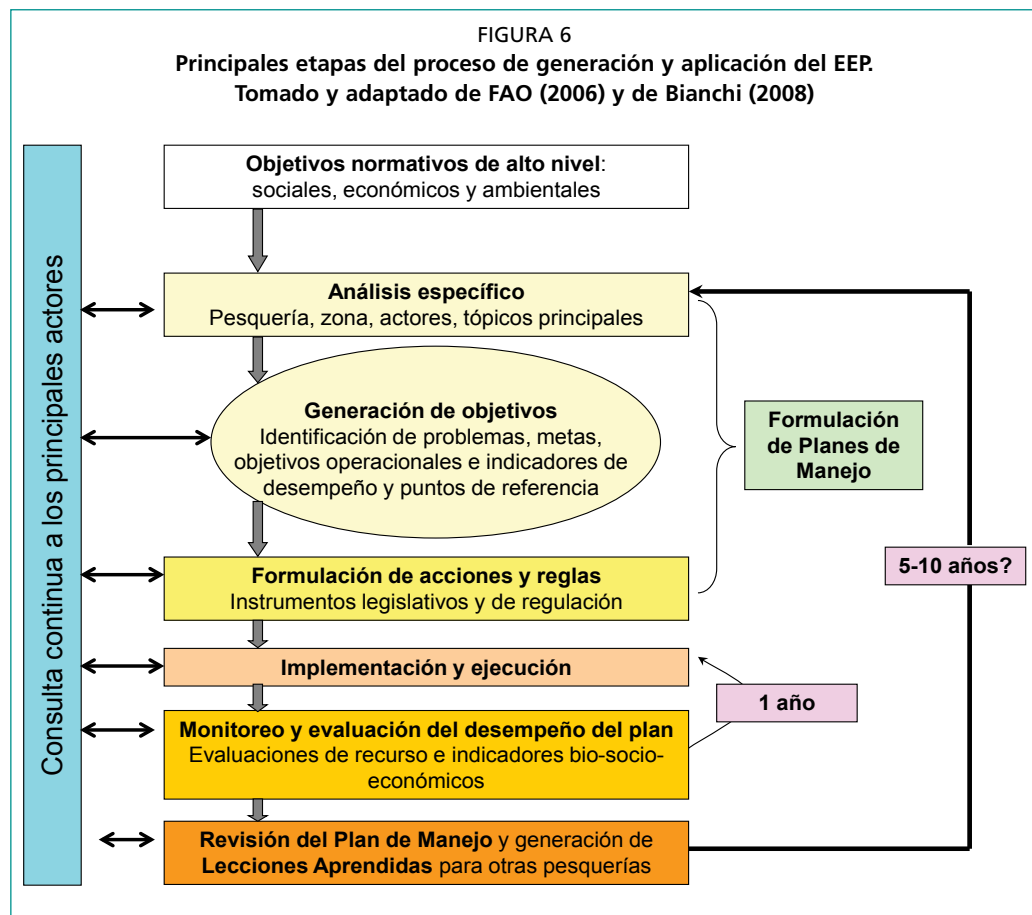 FIGURA 6
Principales etapas del proceso de generación y aplicación del EEP.
Tomado y adaptado de FAO (2006) y de Bianchi (2008)
Consulta continua a los principales actores
Objetivos normativos de alto nivel:
sociales, económicos y ambientales
Análisis específico
Pesquería, zona, actores, tópicos principales
Generación de objetivos
Identificación de problemas, metas,
objetivos operacionales e indicadores de
desempeño y puntos de referencia
Formulación
de Planes de
Manejo
5-10 años?
Formulación de acciones y reglas
Instrumentos legislativos y de regulación
Implementación y ejecución
1 año
Monitoreo y evaluación del desempeño del plan
Evaluaciones de recurso e indicadores bio-socio-
económicos
Revisión del Plan de Manejo y generación de
Lecciones Aprendidas para otras pesquerías